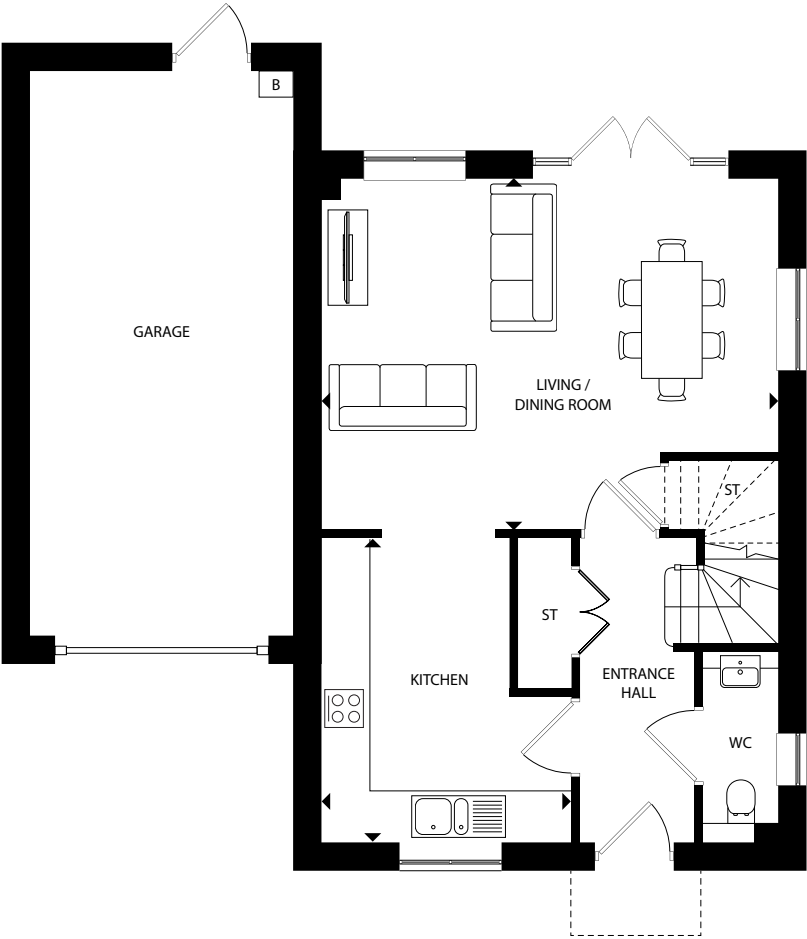 B
GARAGE
LIVING /
DINING ROOM
ST
ST
KITCHEN
ENTRANCE
HALL
WC